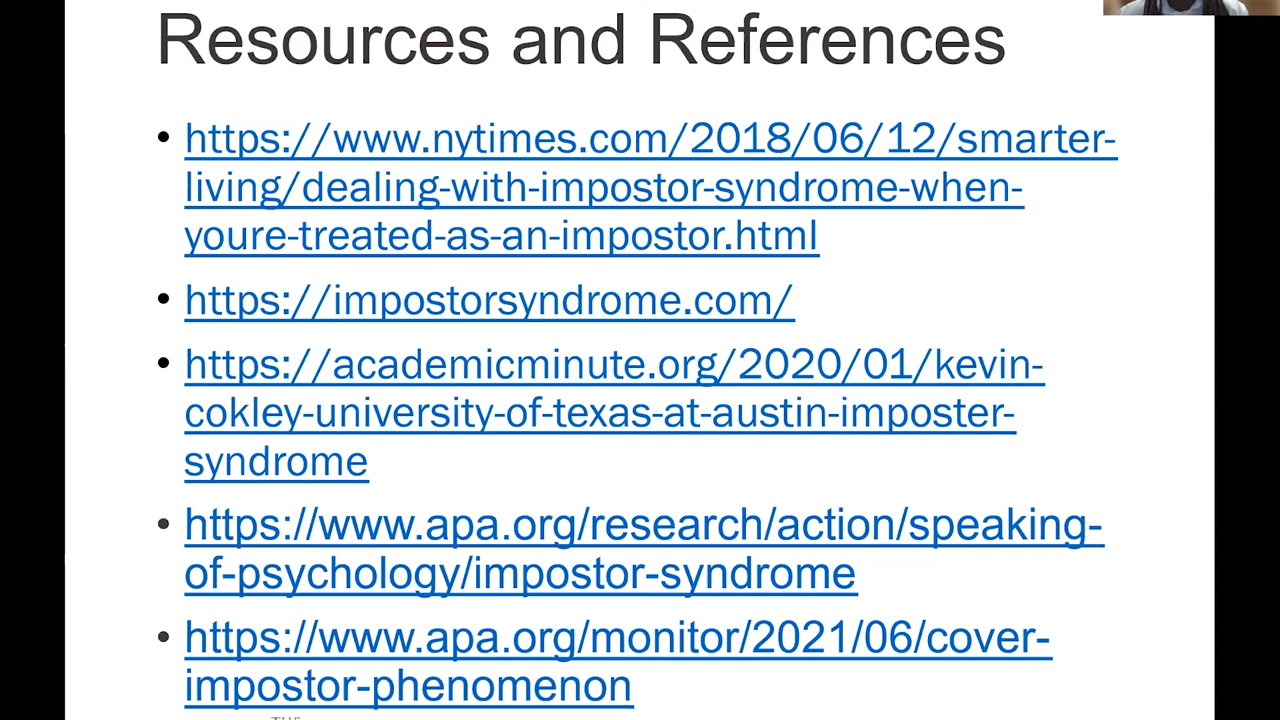 Resources and References
• https://www.nytimes.com/2018/06/12/smarter-
living/dealing-with-impostor-syndrome-when-
youre-treated-as-an-impostor.html
• https://impostorsyndrome.com/
• https://academicminute.org/2020/01/kevin-
cokley-university-of-texas-at-austin-imposter-
syndrome
• https://www.apa.org/research/action/speaking-
of-psychology/impostor-syndrome
• https://www.apa.org/monitor/2021/06/cover-
impostor-phenomenon